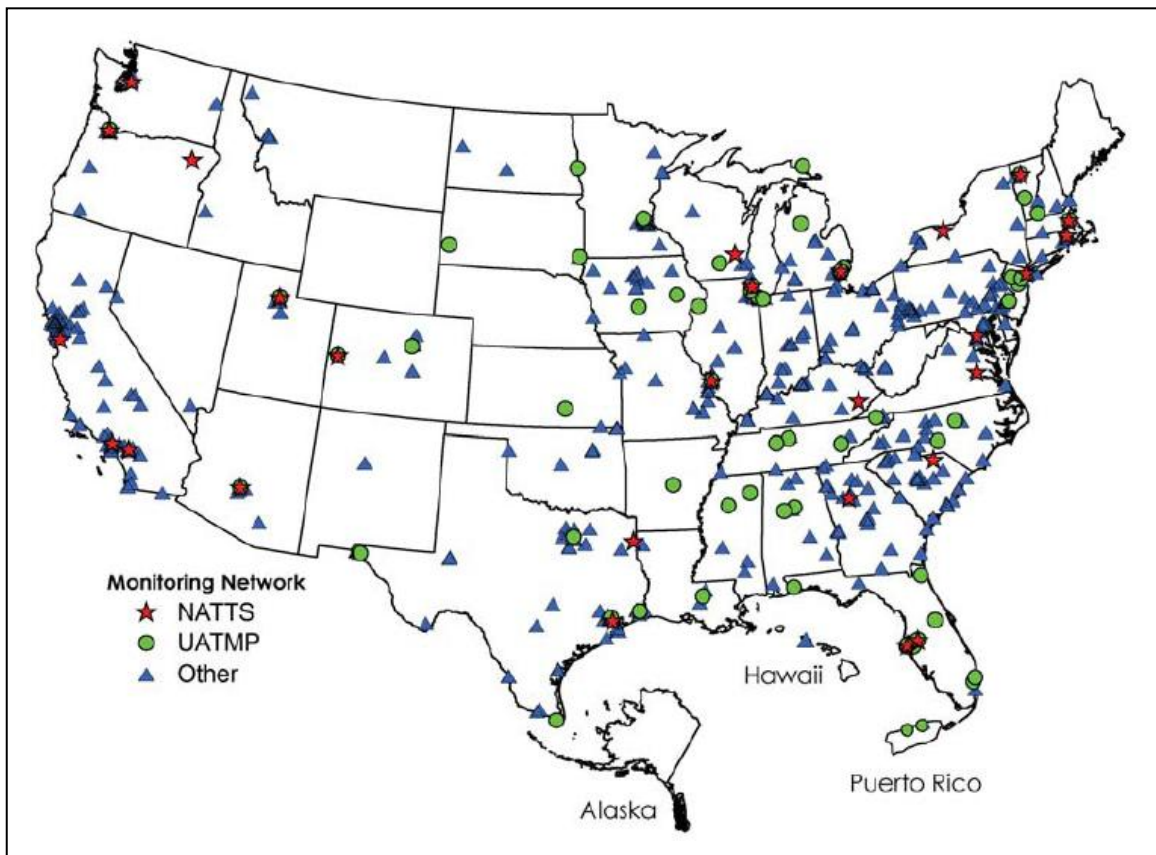 Monitoring Network
NATTS
UATMP
Other
Hawaii
Puerto Rico
Alaska